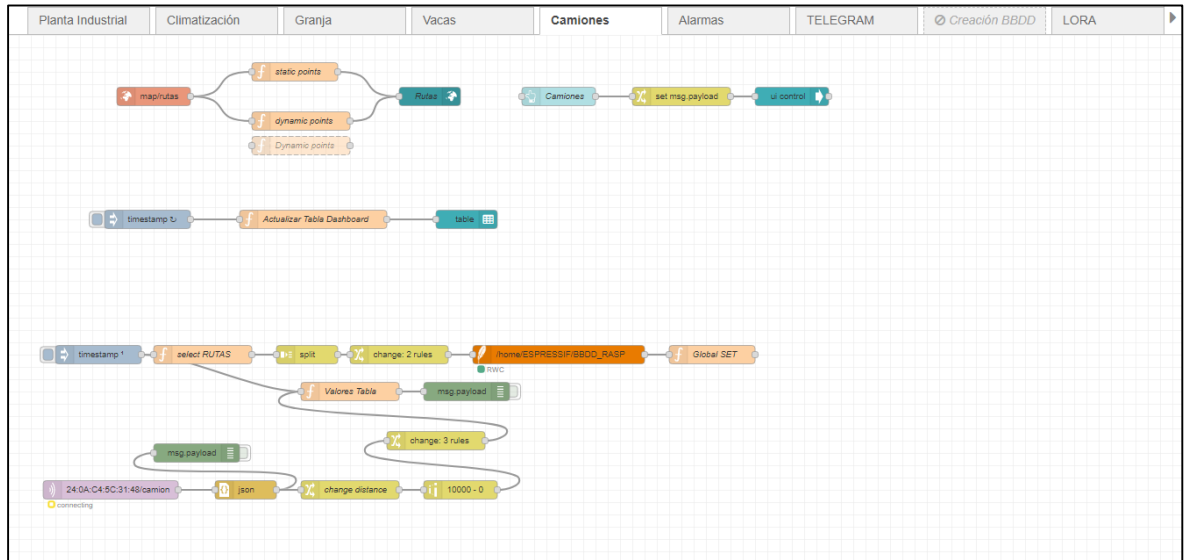 Planta Industrial
Climatización
Granja
Vacas
Camiones
Alarmas
TELEGRAM
Creación BBDD
LORA
static points
map/rutas
Rutas
Camiones
set msg.payload
ui control
dynamic points
Dynamic points
timestamp ↻
Actualizar Tabla Dashboard
table
timestamp ¹
select RUTAS
split
change: 2 rules
/home/ESPRESSIF/BBDD_RASP
Global SET
RWC
Valores Tabla
msg.payload
change: 3 rules
msg.payload
24:0A:C4:5C:31:48/camion
json
change distance
10000 - 0
connecting